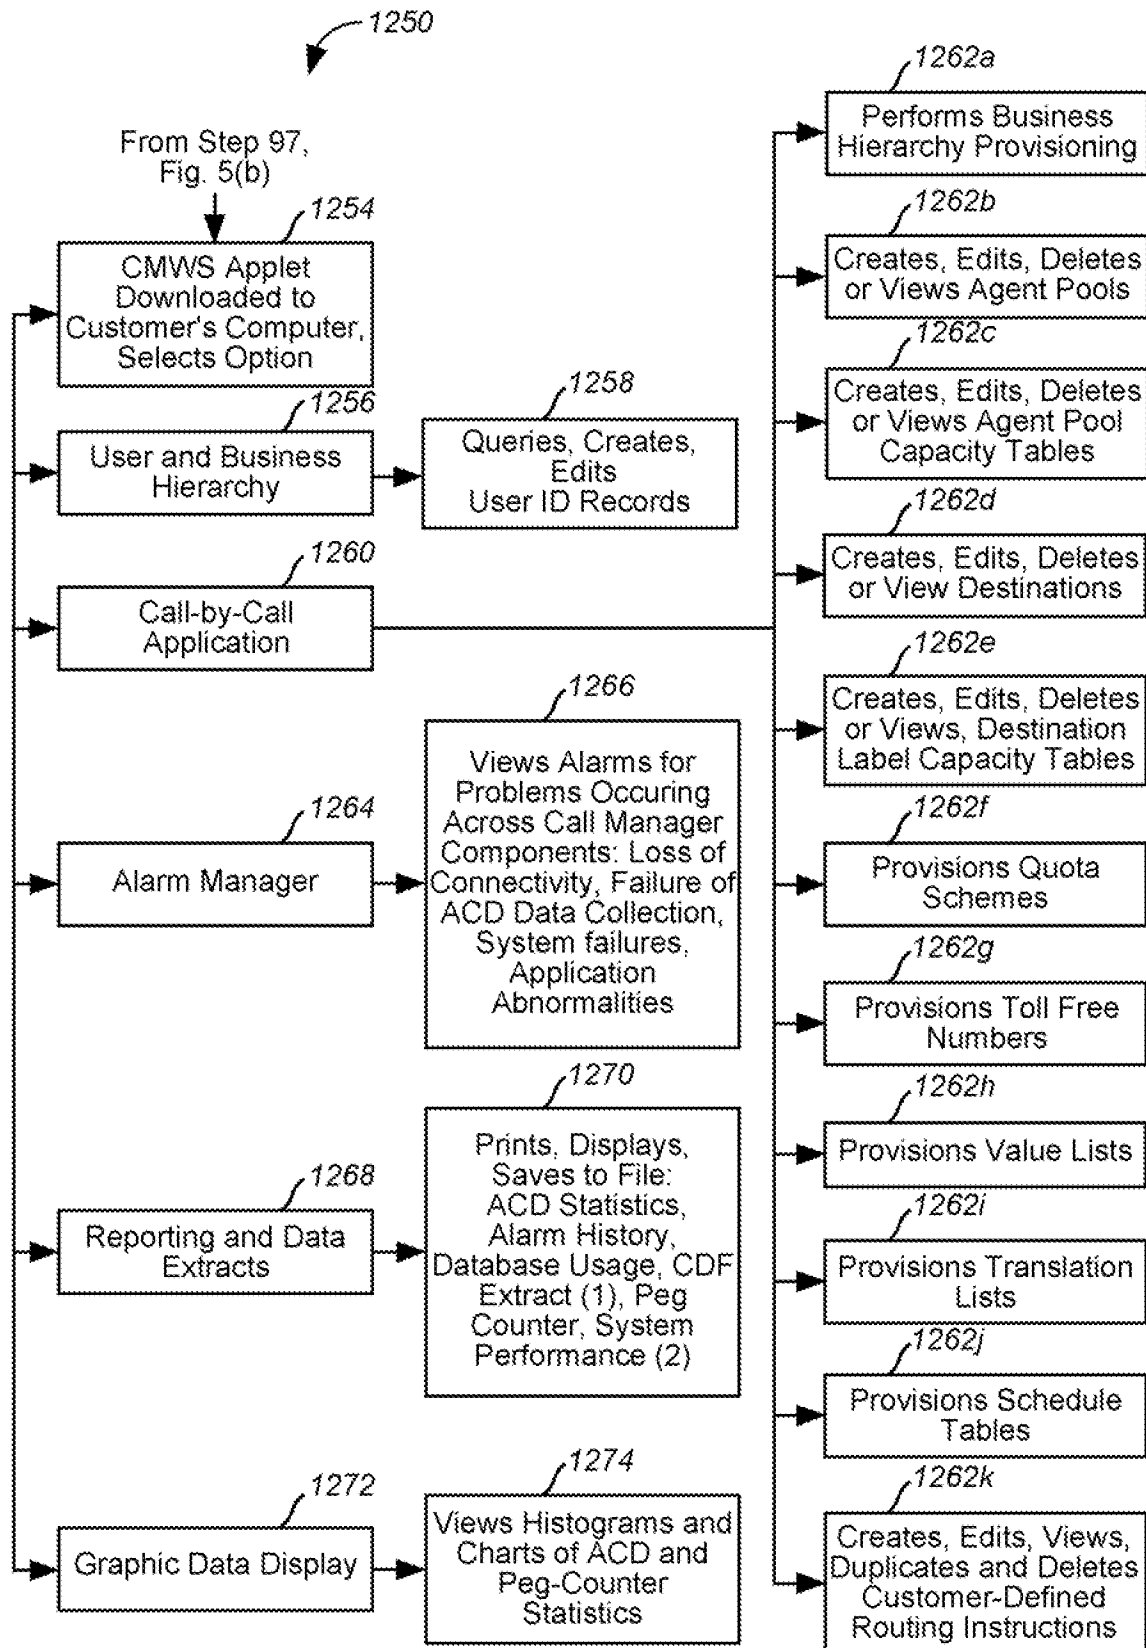 1250
From Step 97,
Fig. 5(b)
1254
CMWS Applet
Downloaded to
Customer's Computer,
Selects Option
1256
User and Business
Hierarchy
1258
Queries, Creates,
Edits
User ID Records
1260
Call-by-Call
Application
1264
Alarm Manager
1266
Views Alarms for
Problems Occuring
Across Call Manager
Components: Loss of
Connectivity, Failure of
ACD Data Collection,
System failures,
Application
Abnormalities
1268
Reporting and Data
Extracts
1270
Prints, Displays,
Saves to File:
ACD Statistics,
Alarm History,
Database Usage, CDF
Extract (1), Peg
Counter, System
Performance (2)
1272
Graphic Data Display
1274
Views Histograms and
Charts of ACD and
Peg-Counter
Statistics
1262a
Performs Business
Hierarchy Provisioning
1262b
Creates, Edits, Deletes
or Views Agent Pools
1262c
Creates, Edits, Deletes
or Views Agent Pool
Capacity Tables
1262d
Creates, Edits, Deletes
or View Destinations
1262e
Creates, Edits, Deletes
or Views, Destination
Label Capacity Tables
1262f
Provisions Quota
Schemes
1262g
Provisions Toll Free
Numbers
1262h
Provisions Value Lists
1262i
Provisions Translation
Lists
1262j
Provisions Schedule
Tables
1262k
Creates, Edits, Views,
Duplicates and Deletes
Customer-Defined
Routing Instructions